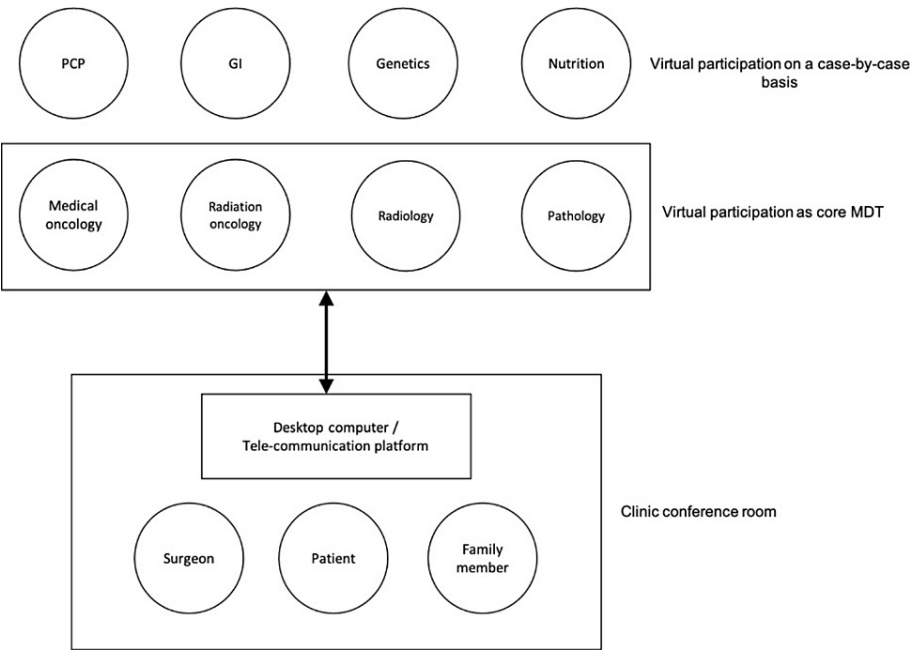 PCP
GI
Genetics
Nutrition
Virtual participation on a case-by-case
basis
Medical
oncology
Radiation
oncology
Radiology
Pathology
Virtual participation as core MDT
Desktop computer /
Tele-communication platform
Surgeon
Patient
Family
member
Clinic conference room